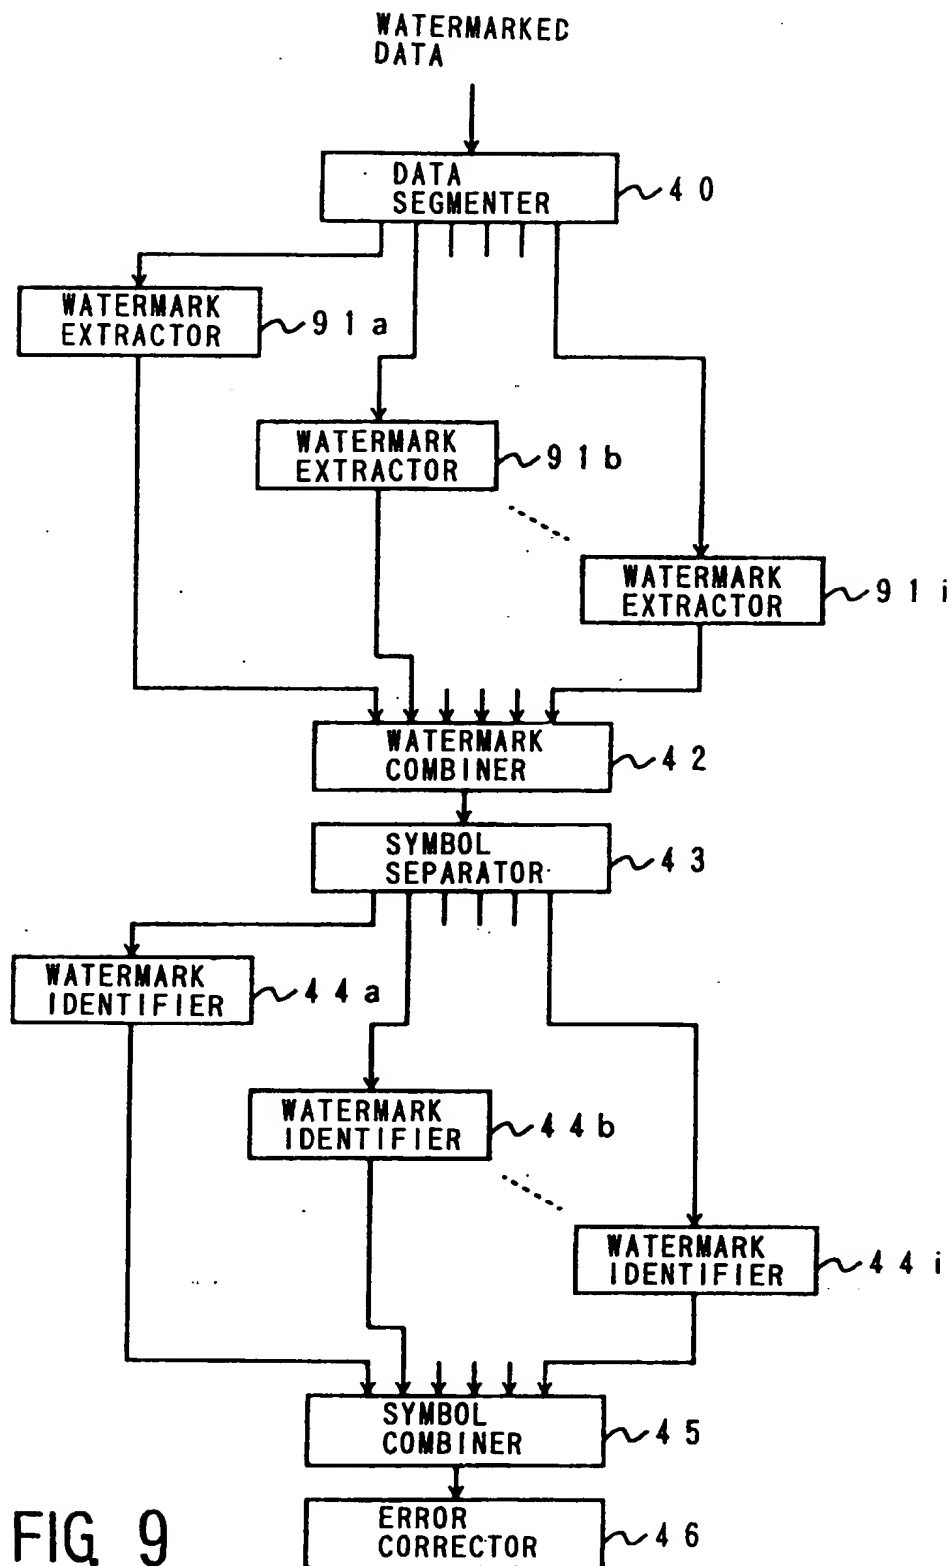 WATERMARKED
DATA
DATA
SEGMENTER
40
WATERMARK
EXTRACTOR
91a
WATERMARK
EXTRACTOR
91b
WATERMARK
EXTRACTOR
91i
WATERMARK
COMBINER
42
SYMBOL
SEPARATOR
43
WATERMARK
IDENTIFIER
44a
WATERMARK
IDENTIFIER
44b
WATERMARK
IDENTIFIER
44i
SYMBOL
COMBINER
45
ERROR
CORRECTOR
46
FIG. 9